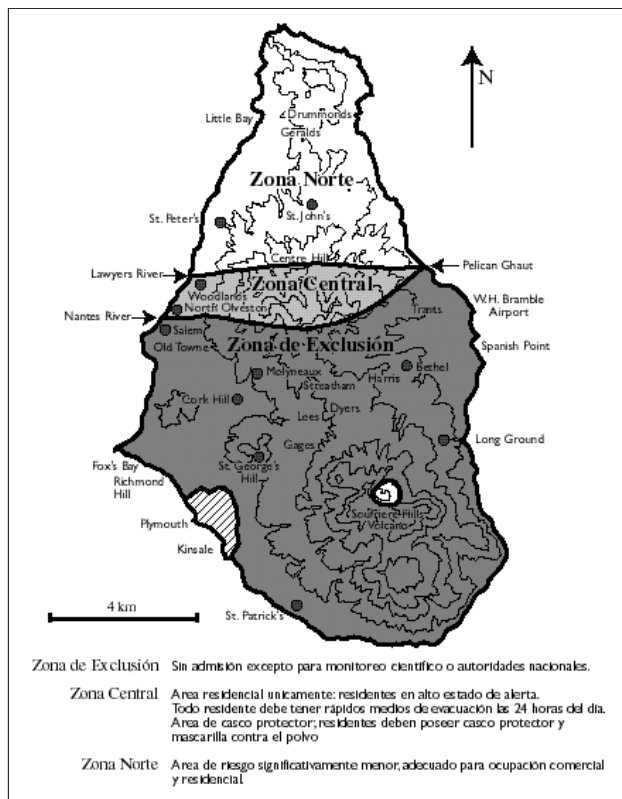 N
Drummonds
Little Bay
Geralds
Zona Norte
St. John's
St. Peter's
Centre Hill
Pelican Ghaut
Lawyers River
Zona Central
Woodlands
W.H. Bramble
Airport
North Olveston
Trants
Nantes River
Salem
Zona de Exclusión
Old Towne
Spanish Point
Molyneaux
Bethel
Harris
Streatham
Cork Hill
Dyers
Lees
Long Ground
Gages
Fox's Bay
St. George's
Hill
Richmond
Hill
Soufriere Hills
Volcano
Plymouth
Kinsale
4 km
St. Patrick's
Zona de Exclusión Sin admisión excepto para monitoreo científico o autoridades nacionales.
Zona Central Area residencial unicamente: residentes en alto estado de alerta.
Todo residente debe tener rápidos medios de evacuación las 24 horas del día.
Area de casco protector; residentes deben poseer casco protector y
mascarilla contra el polvo
Zona Norte Area de riesgo significativamente menor, adecuado para ocupación comercial
y residencial.